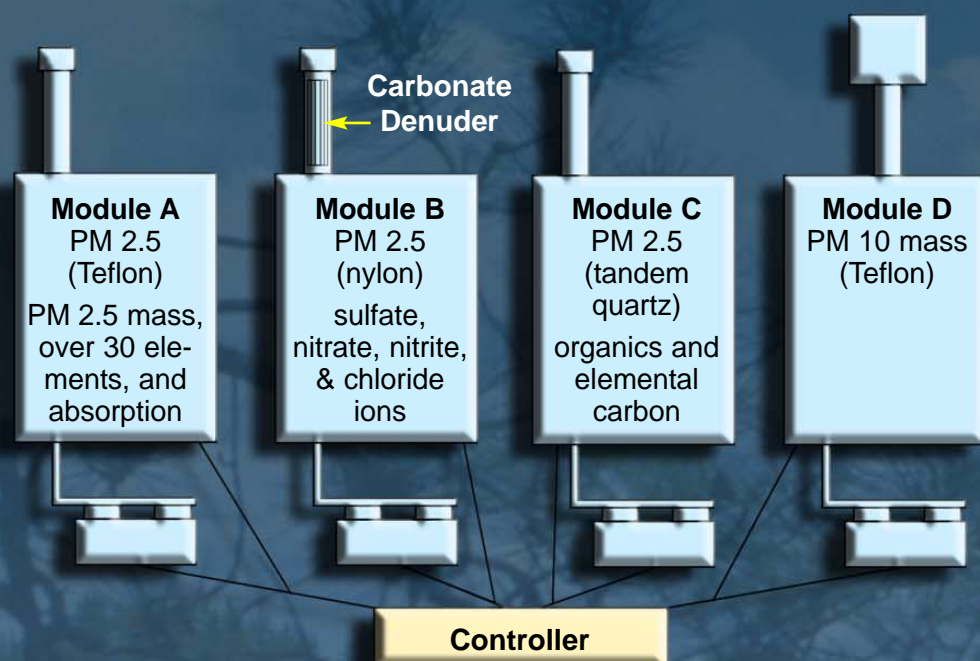 Carbonate
Denuder
Module A
PM 2.5
(Teflon)
PM 2.5 mass,
over 30 ele-
ments, and
absorption
Module B
PM 2.5
(nylon)
sulfate,
nitrate, nitrite,
& chloride
ions
Module C
PM 2.5
(tandem
quartz)
organics and
elemental
carbon
Module D
PM 10 mass
(Teflon)
Controller